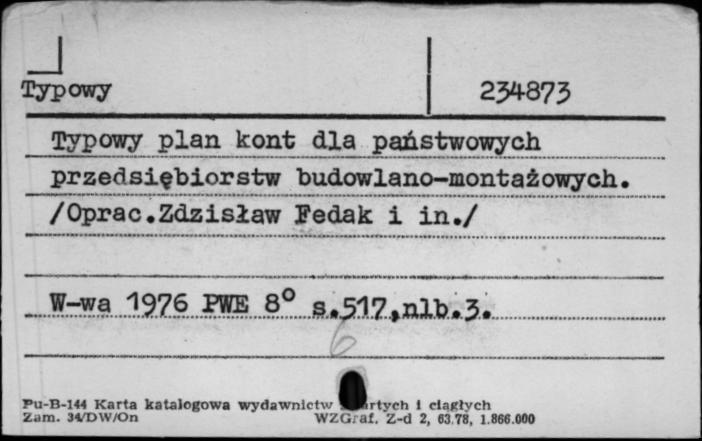 Typowy 234873
Typowy plan kont dla państwowych
przedsiębiorstw budowlano-montażowych.
/Oprac.Zdzisław Fedak i in./
W-wa 1976 PWE 8° s.517,nlb.3.
6
Pu-B-144 Karta katalogowa wydawnictw i ciągłych
Zam. 34/DW/On WZGraf. Z-d 2, 63.78, 1.866.000